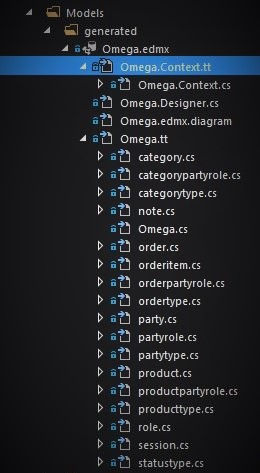 Models
generated
Omega.edmx
Omega.Context.tt
Omega.Context.cs
Omega.Designer.cs
Omega.edmx.diagram
Omega.tt
category.cs
categorypartyrole.cs
categorytype.cs
note.cs
Omega.cs
order.cs
orderitem.cs
orderpartyrole.cs
ordertype.cs
party.cs
partyrole.cs
partytype.cs
product.cs
productpartyrole.cs
producttype.cs
role.cs
session.cs
statustype.cs